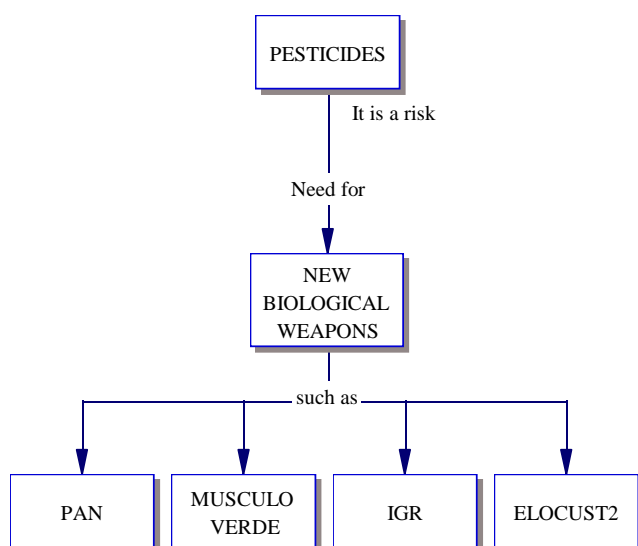 PESTICIDES
It is a risk
Need for
NEW
BIOLOGICAL
WEAPONS
such as
PAN
MUSCULO
VERDE
IGR
ELOCUST2